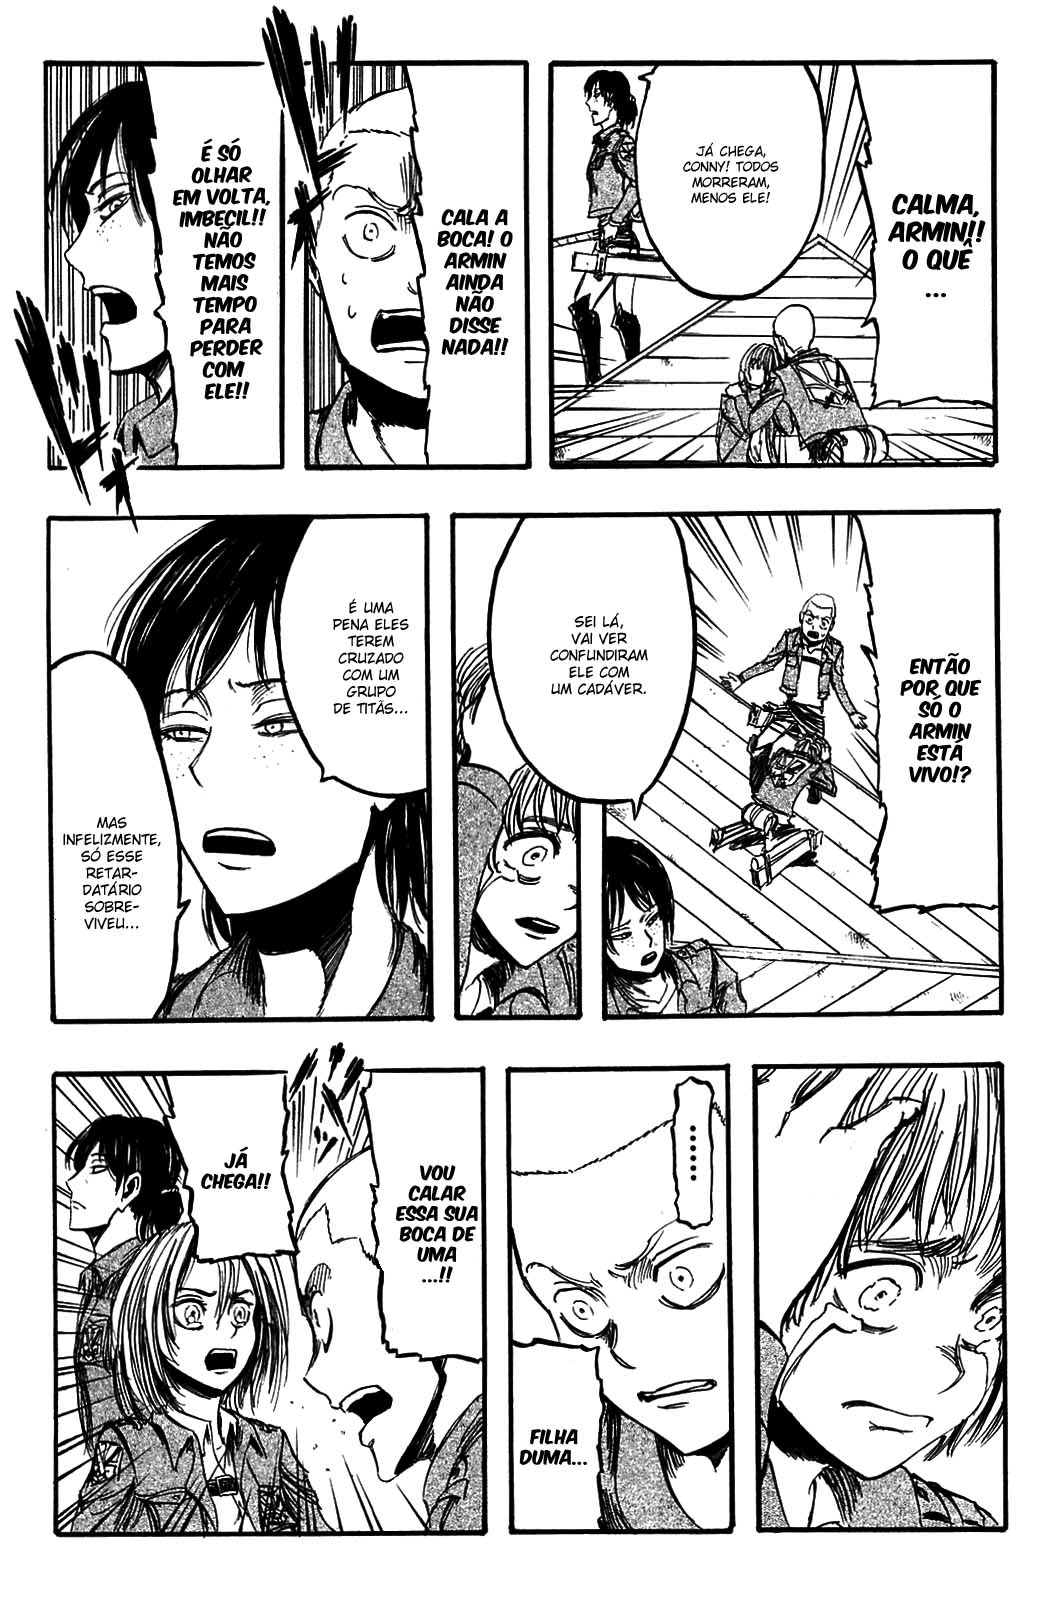 CALMA,
ARMIN!!
O QUÊ
...
JÁ CHEGA,
CONNY! TODOS
MORRERAM,
MENOS ELE!
CALA A
BOCA! O
ARMIN
AINDA
NÃO
DISSE
NADA!!
É SÓ
OLHAR
EM VOLTA,
IMBECIL!!
NÃO
TEMOS
MAIS
TEMPO
PARA
PERDER
COM
ELE!!
ENTÃO
POR QUE
SÓ O
ARMIN
ESTÁ
VIVO!?
SEI LÁ,
VAI VER
CONFUNDIRAM
ELE COM
UM CADÁVER.
É UMA
PENA ELES
TEREM
CRUZADO
COM UM
GRUPO
DE TITÃS...
MAS
INFELIZMENTE,
SÓ ESSE
RETAR-
DATÁRIO
SOBRE-
VIVEU...
........
FILHA
DUMA...
VOU
CALAR
ESSA SUA
BOCA DE
UMA
...!!
JÁ
CHEGA!!